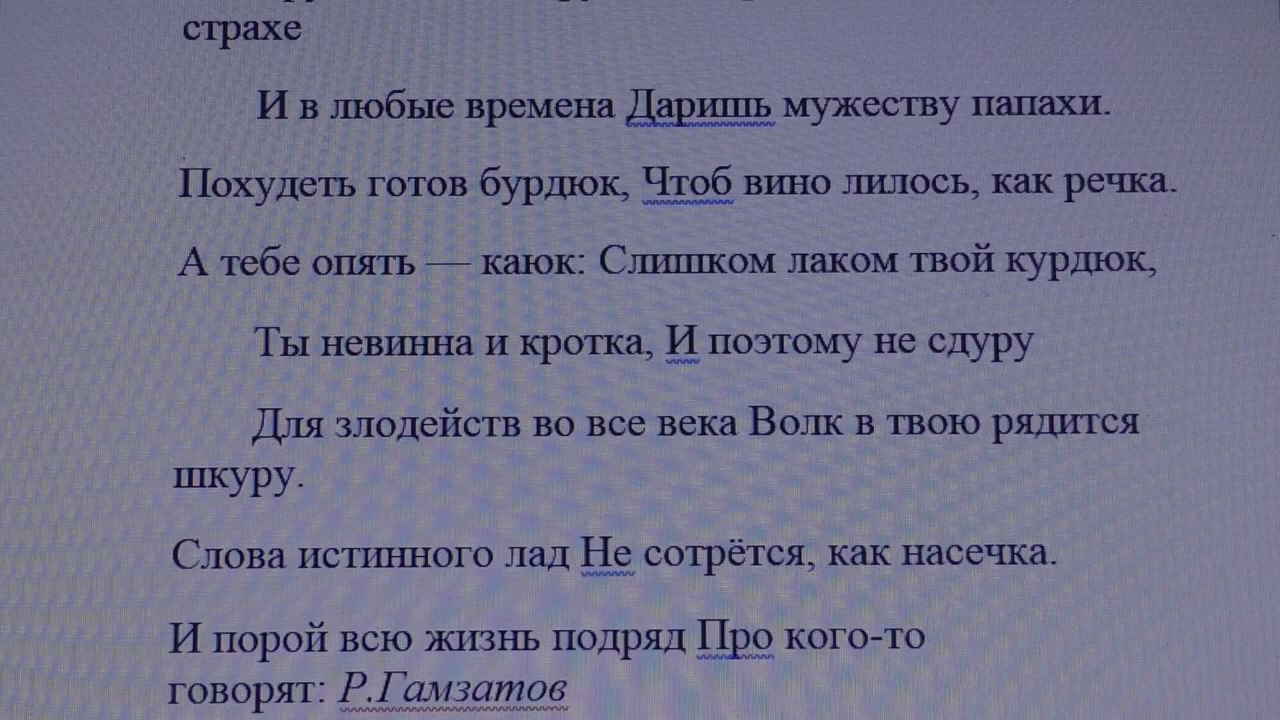 страхе
И в любые времена Даришь мужеству папахи.
Похудеть готов бурдюк, Чтоб вино лилось, как речка.
А тебе опять — каюк: Слишком лаком твой курдюк,
Ты невинна и кротка, И поэтому не сдуру
Для злодейств во все века Волк в твою рядится
шкуру.
Слова истинного лад Не сотрётся, как насечка.
И порой всю жизнь подряд Про кого-то
говорят: Р.Гамзатов